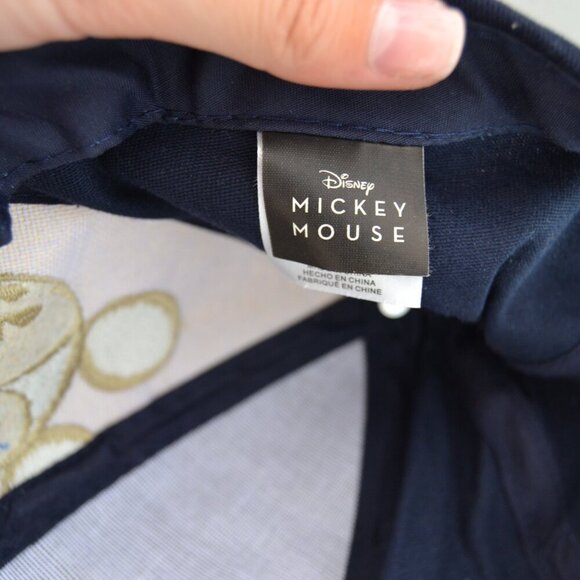 Disney
MICKEY
MOUSE
HECHO EN CHINA
FABRIQUÉ EN CHINE